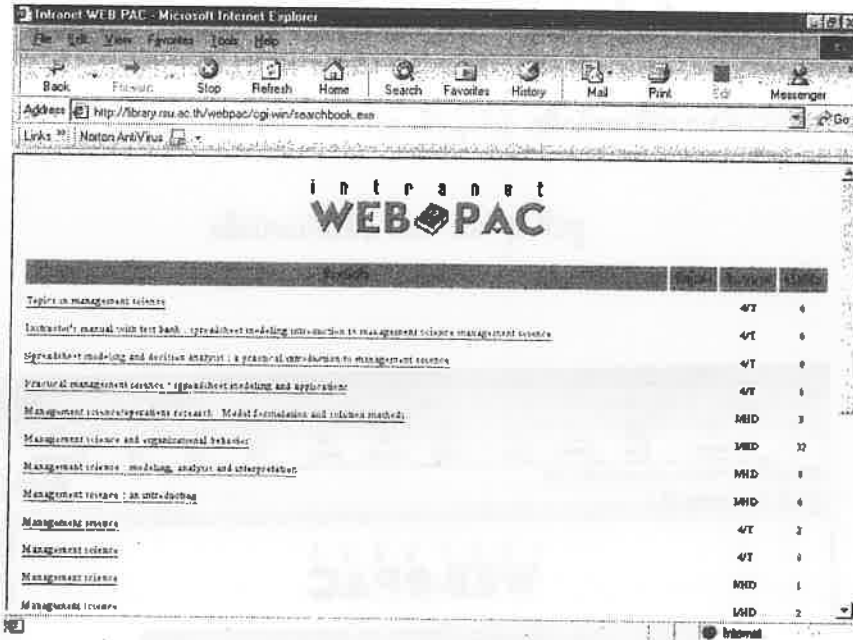 Intranet WEB PAC - Microsoft Internet Explorer
File Edit View Favorites Tools Help
Back Forward Stop Refresh Home Search Favorites History Mail Print Edit Messenger
Address http://library.rsu.ac.th/webpac/cgi-win/searchbook.exe Go
Links Norton AntiVirus
intranet
WEB PAC
Topics in management science 4/T
Instructor's manual with test bank : spreadsheet modeling introduction to management science management science 4/T
Spreadsheet modeling and decision analysis : a practical introduction to management science 4/T
Practical management science : spreadsheet modeling and applications 4/T
Management science/operations research : Model formulation and solution methods MHD 3
Management science and organizational behavior MHD 32
Management science : modeling, analysis and interpretation MHD
Management science : an introduction MHD
Management science 4/T 2
Management science 4/T
Management science MHD 1
Management science MHD 2
Internet